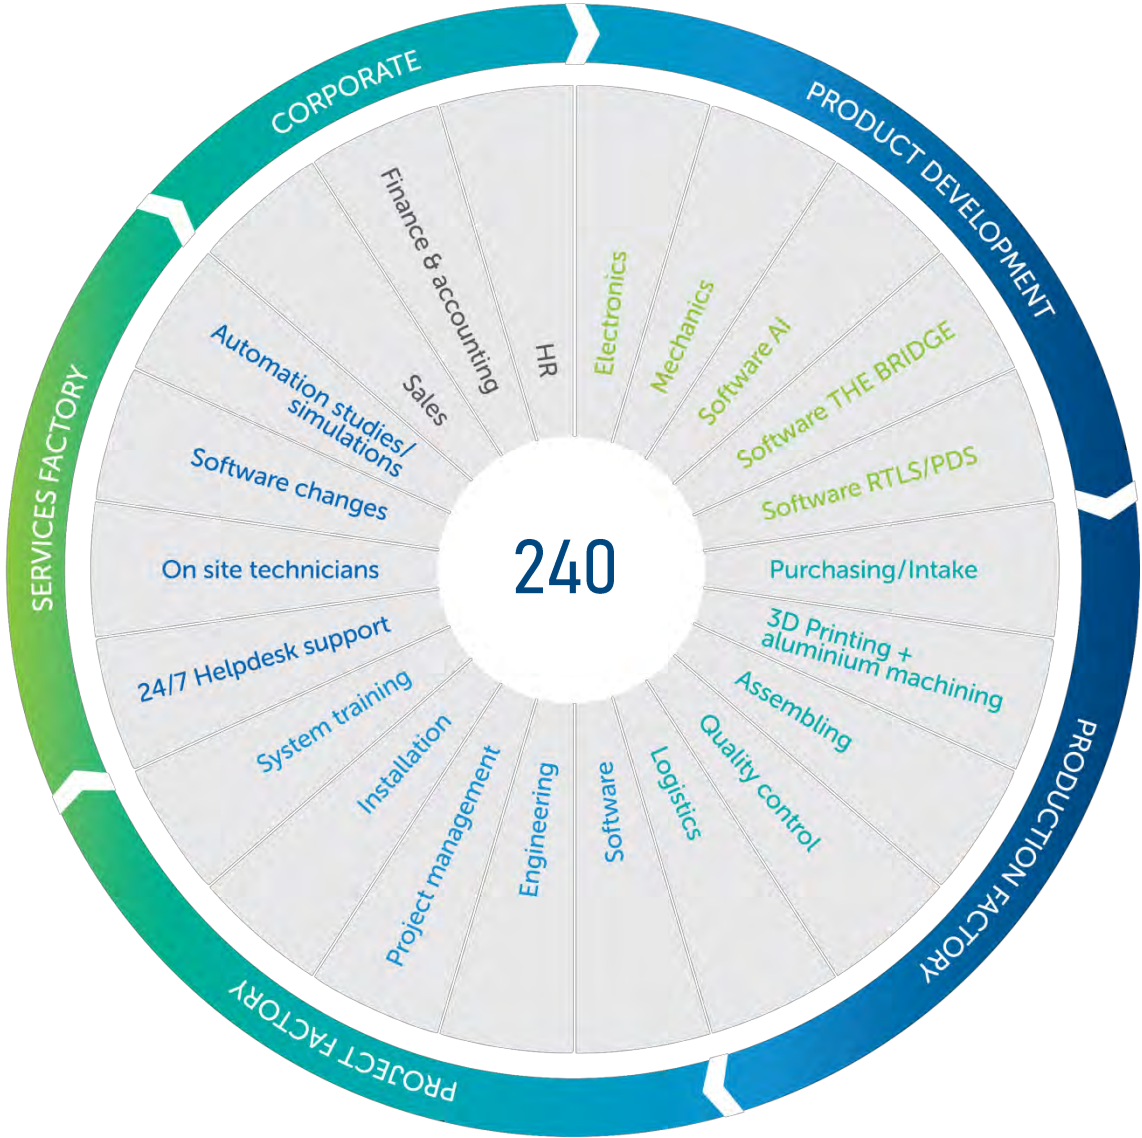 CORPORATE
PRODUCT DEVELOPMENT
PRODUCTION FACTORY
PROJECT FACTORY
SERVICES FACTORY
Electronics
Mechanics
Software AI
Software THE BRIDGE
Software RTLS/PDS
Purchasing/Intake
3D Printing +
aluminium machining
Assembling
Quality control
Logistics
Software
Engineering
Project management
Installation
System training
24/7 Helpdesk support
On site technicians
Software changes
Automation studies/
simulations
Sales
Finance & accounting
HR
240